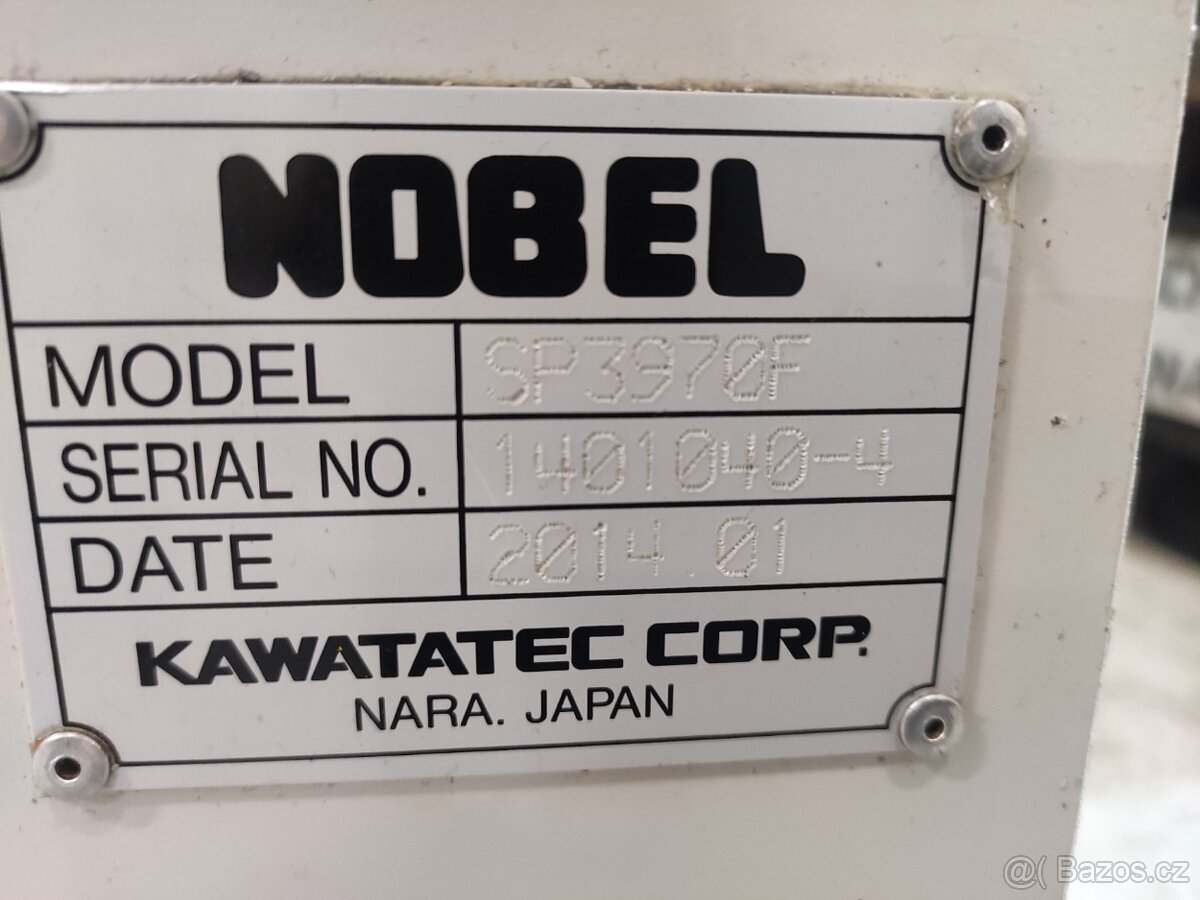 NOBEL
MODEL SP3970F
SERIAL NO. 1401040-4
DATE 2014.01
KAWATATEC CORP.
NARA. JAPAN
@( Bazos.cz